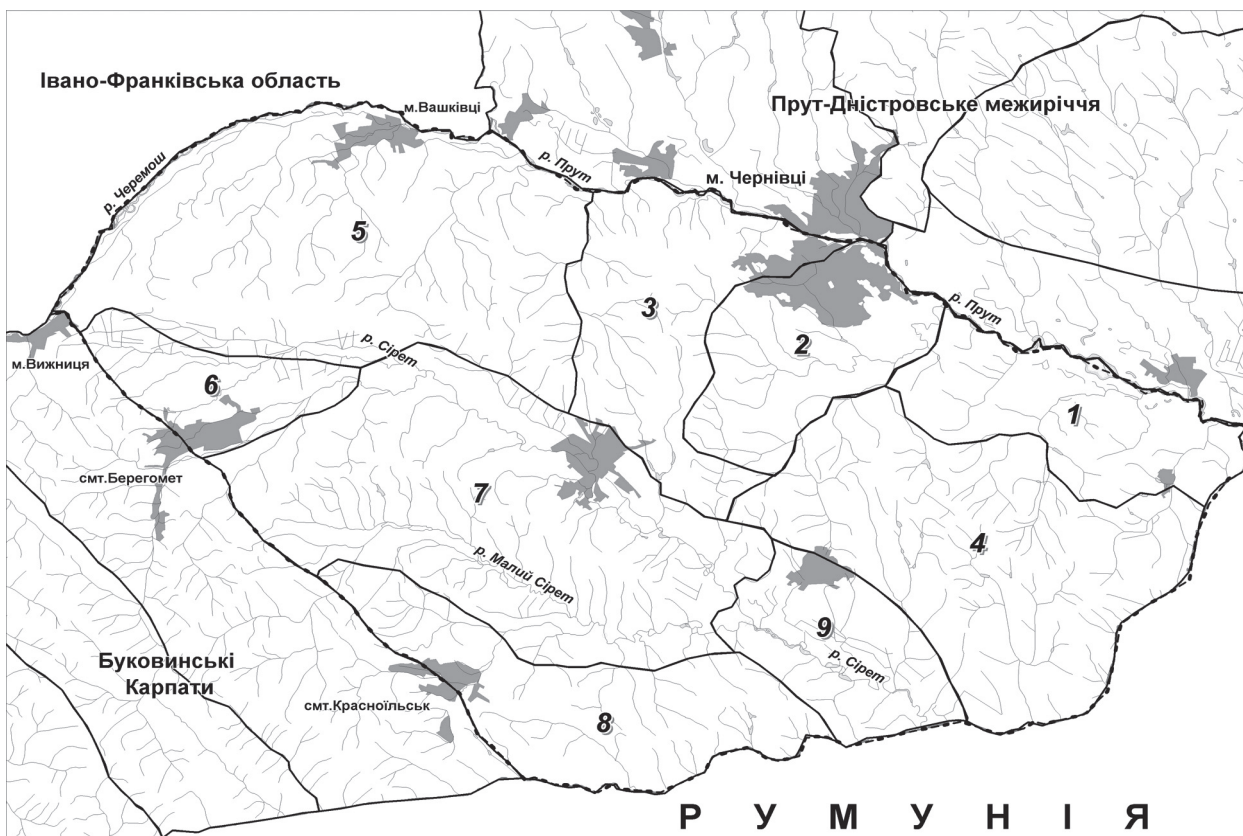 Івано-Франківська область
м.Вашківці
Прут-Дністровське межиріччя
р. Черемош
р. Прут
м. Чернівці
5
3
2
р. Прут
р. Сірет
м.Вижниця
6
1
смт.Берегомет
7
4
р. Малий Сірет
9
р. Сірет
Буковинські
Карпати
смт.Красноїльськ
8
Р У М У Н І Я